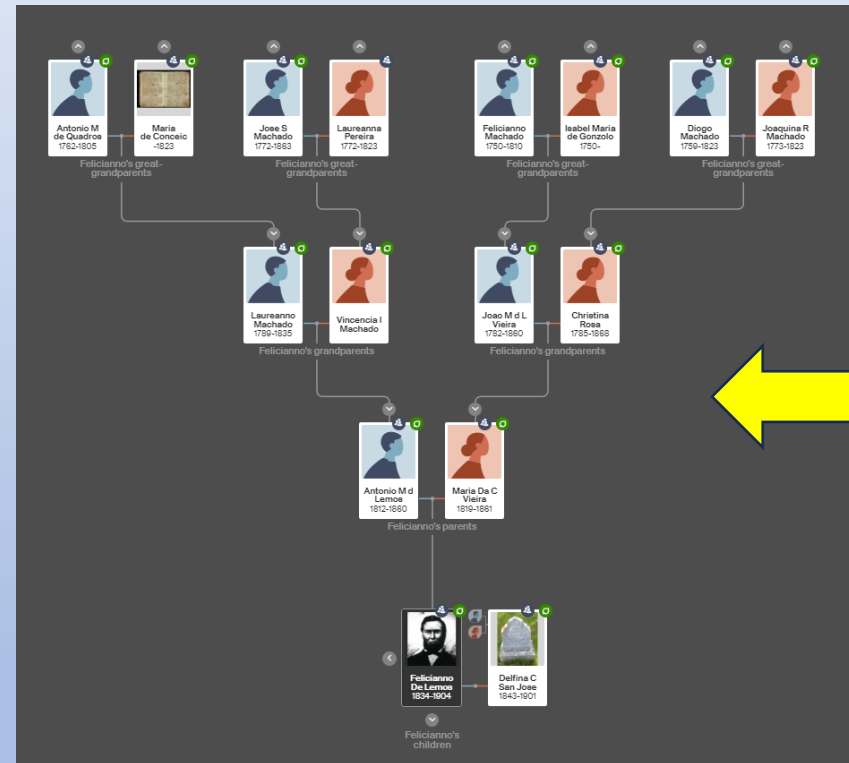 Antonio M
de Quadros
1762-1805
Maria
de Conceic
-1823
Jose S
Machado
1772-1863
Laureanna
Pereira
1772-1823
Felicianno
Machado
1750-1810
Isabel Maria
de Gonzolo
1750-
Diogo
Machado
1759-1823
Joaquina R
Machado
1773-1823
Felicianno's great-
grandparents
Felicianno's great-
grandparents
Felicianno's great-
grandparents
Felicianno's great-
grandparents
Laureanno
Machado
1789-1835
Vincencia I
Machado
Joao M d L
Vieira
1782-1860
Christina
Rosa
1785-1868
Felicianno's grandparents
Felicianno's grandparents
Antonio M d
Lemos
1812-1860
Maria Da C
Vieira
1819-1861
Felicianno's parents
Felicianno
De Lemos
1834-1904
Delfina C
San Jose
1843-1901
Felicianno's
children